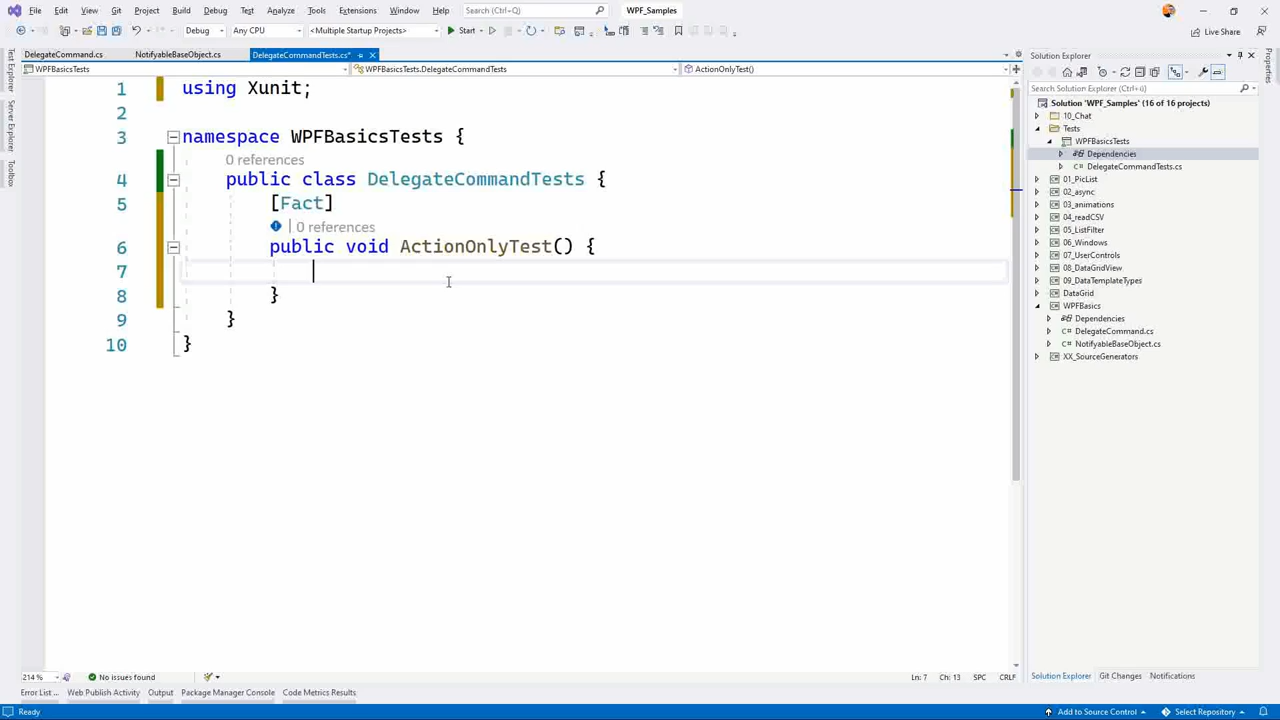 File Edit View Git Project Build Debug Test Analyze Tools Extensions Window Help Search (Ctrl+Q) WPF_Samples
Debug Any CPU <Multiple Startup Projects> Start Live Share
DelegateCommand.cs NotifyableBaseObject.cs DelegateCommandTests.cs*
WPFBasicsTests WPFBasicsTests.DelegateCommandTests ActionOnlyTest()
Test Explorer
Server Explorer
Toolbox
1 using Xunit;
2
3 namespace WPFBasicsTests {
0 references
4 public class DelegateCommandTests {
5 [Fact]
0 references
6 public void ActionOnlyTest() {
7
8 }
9 }
10 }
Solution Explorer
Search Solution Explorer (Ctrl+ü)
Solution 'WPF_Samples' (16 of 16 projects)
10_Chat
Tests
WPFBasicsTests
Dependencies
DelegateCommandTests.cs
01_PicList
02_async
03_animations
04_readCSV
05_ListFilter
06_Windows
07_UserControls
08_DataGridView
09_DataTemplateTypes
DataGrid
WPFBasics
Dependencies
DelegateCommand.cs
NotifyableBaseObject.cs
XX_SourceGenerators
Properties
214 % No issues found Ln: 7 Ch: 13 SPC CRLF
Solution Explorer Git Changes Notifications
Error List ... Web Publish Activity Output Package Manager Console Code Metrics Results
Ready Add to Source Control Select Repository